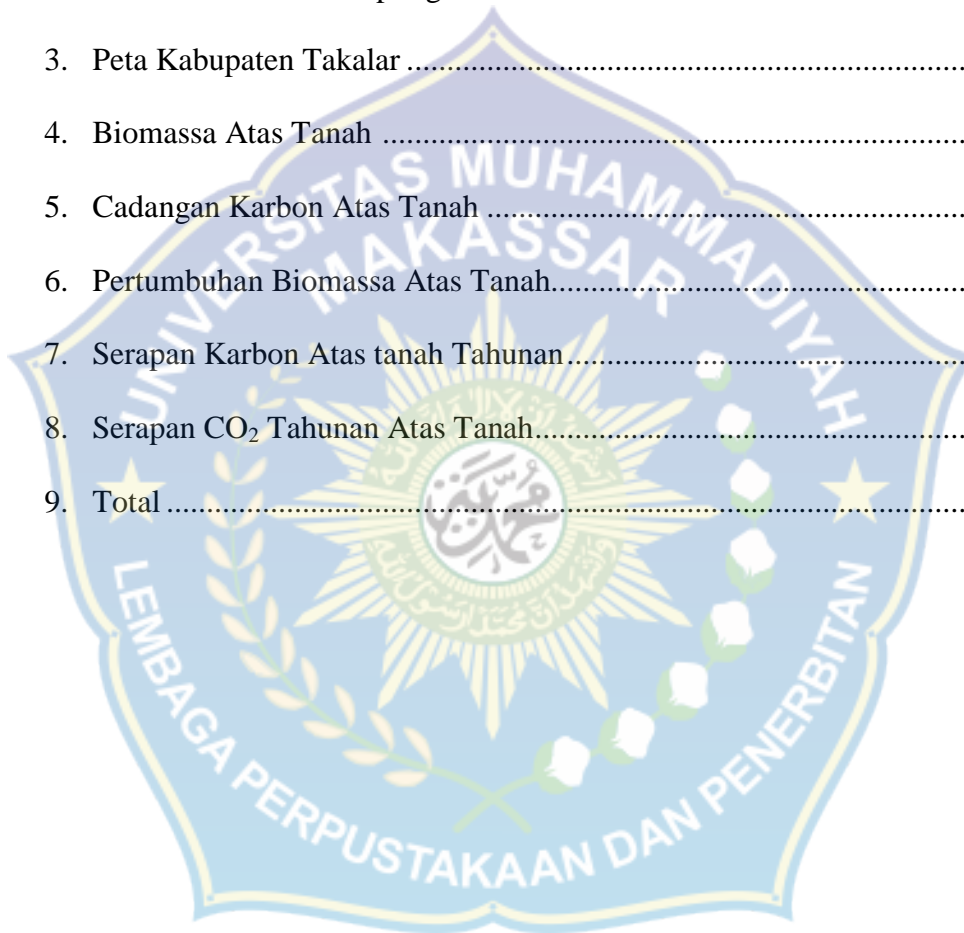 3. Peta Kabupaten Takalar ....................................................................
4. Biomassa Atas Tanah .......................................................................
5. Cadangan Karbon Atas Tanah ..........................................................
6. Pertumbuhan Biomassa Atas Tanah..................................................
7. Serapan Karbon Atas tanah Tahunan................................................
8. Serapan CO₂ Tahunan Atas Tanah....................................................
9. Total ..................................................................................................
UNIVERSITAS MUHAMMADIYAH
MAKASSAR
LEMBAGA PERPUSTAKAAN DAN PENERBITAN